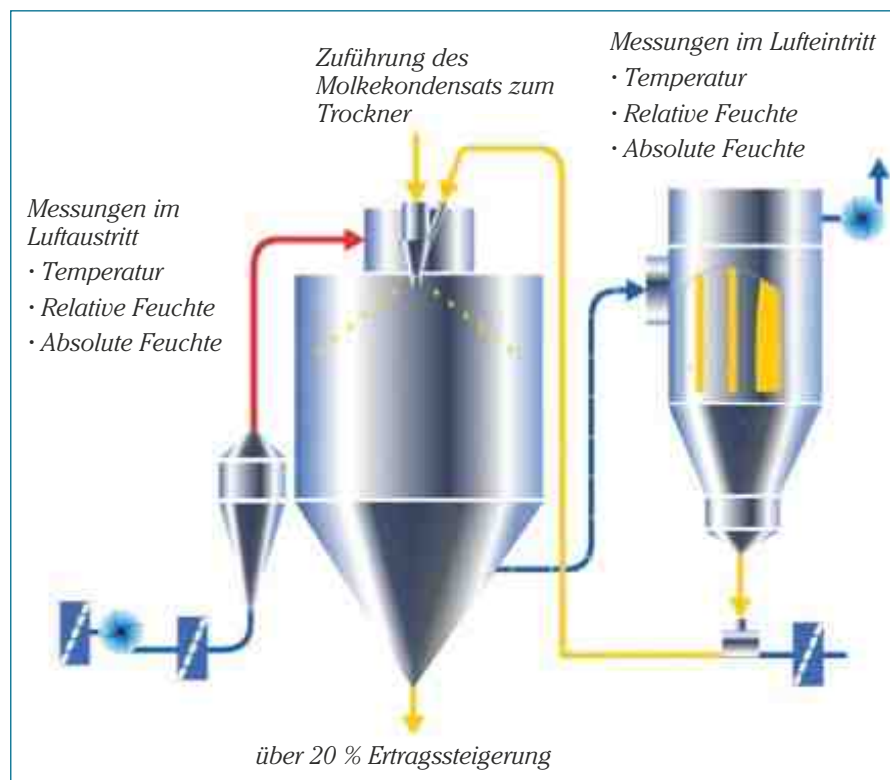 Zuführung des
Molkekondensats zum
Trockner
Messungen im Lufteintritt
· Temperatur
· Relative Feuchte
· Absolute Feuchte
Messungen im
Luftaustritt
· Temperatur
· Relative Feuchte
· Absolute Feuchte
über 20 % Ertragssteigerung